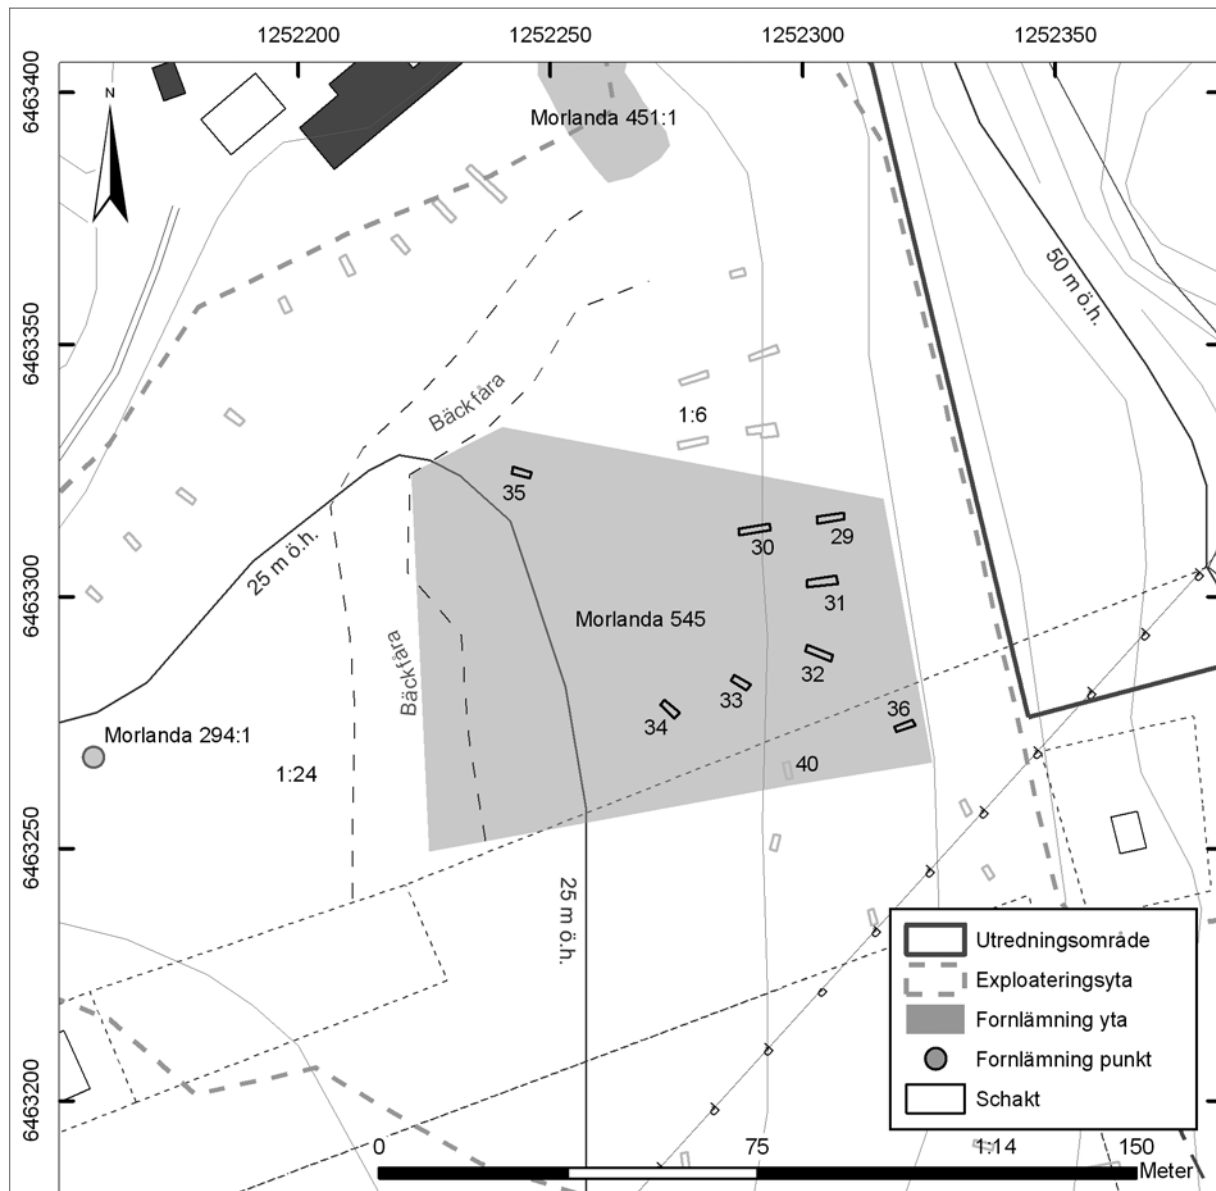 1252200
1252250
1252300
1252350
6463400
6463350
6463300
6463250
6463200
N
Morlanda 451:1
50 m ö.h.
Bäckfåra
1:6
35
30
29
25 m ö.h.
31
Morlanda 545
Bäckfåra
32
33
34
36
Morlanda 294:1
1:24
40
25 m ö.h.
Utredningsområde
Exploateringsyta
Fornlämning yta
Fornlämning punkt
Schakt
0
75
1:14
150
Meter